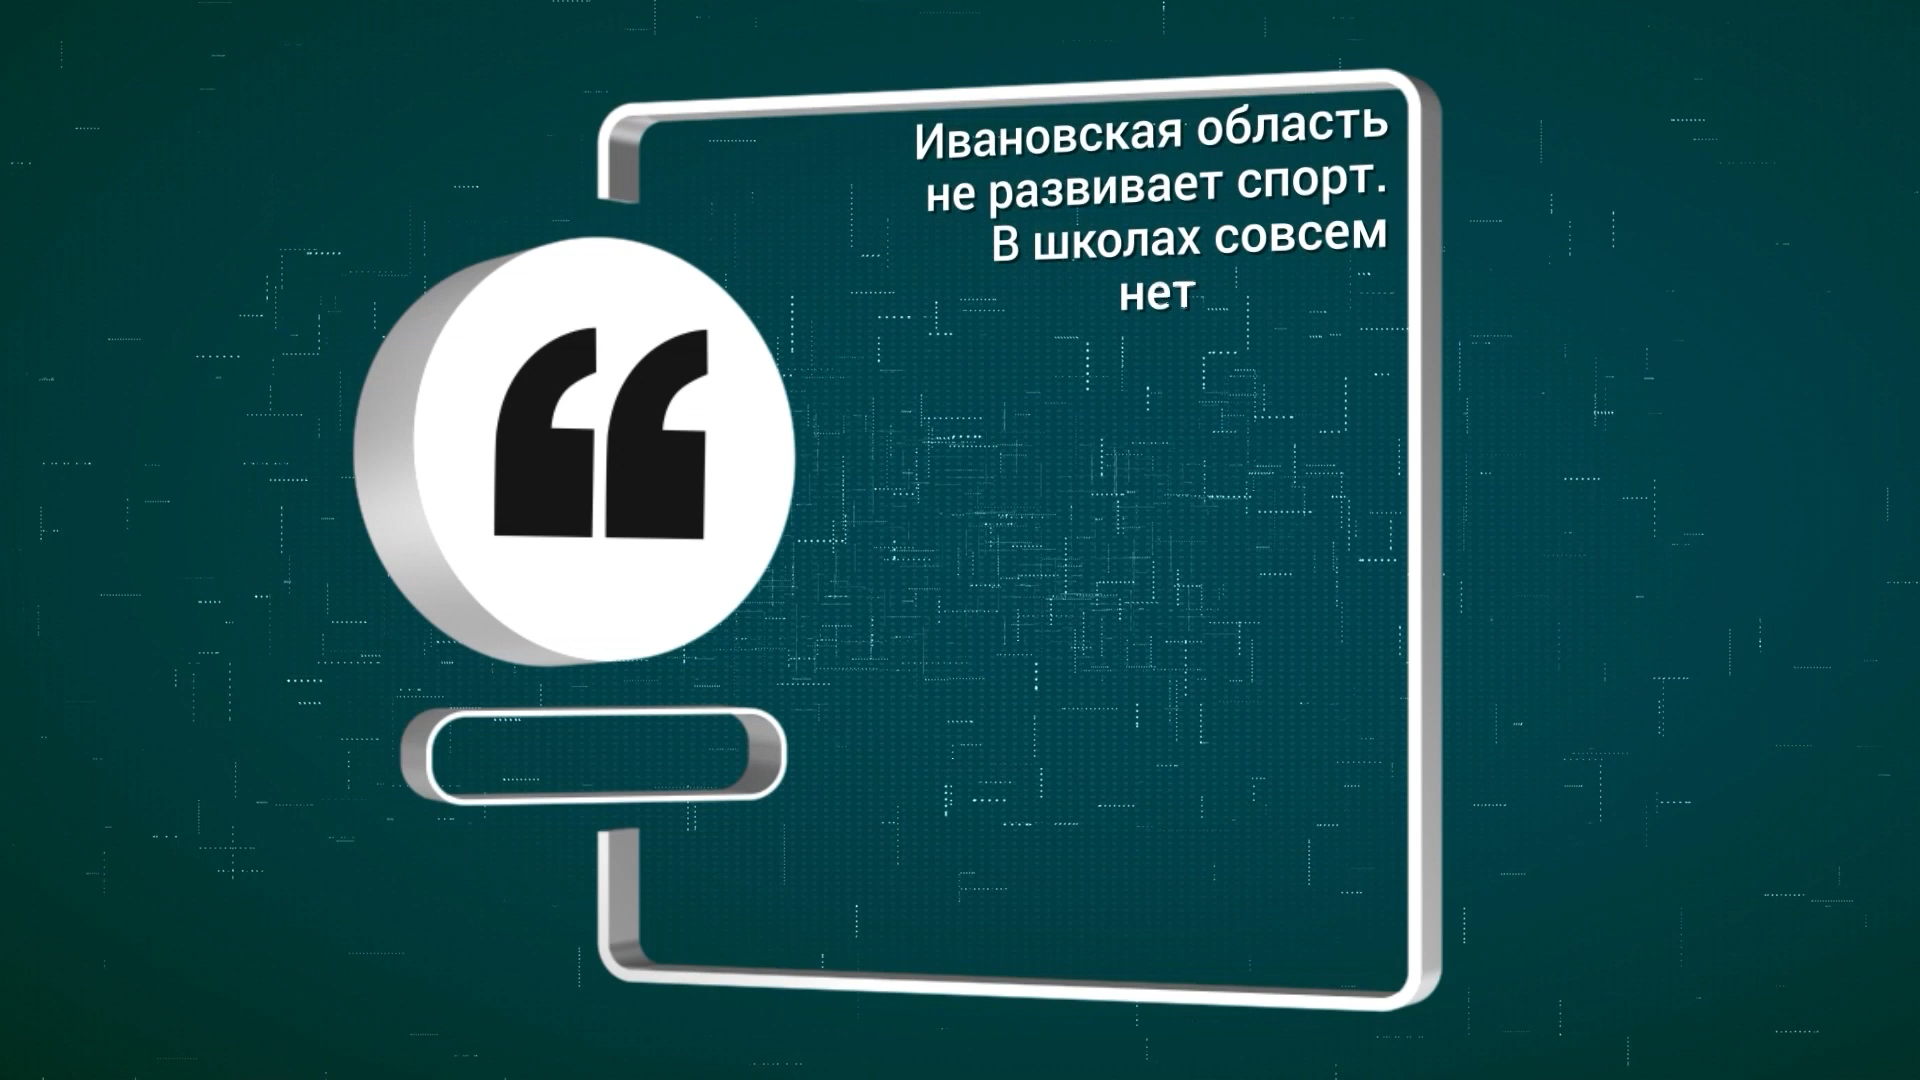 Ивановская область
не развивает спорт.
В школах совсем
нет